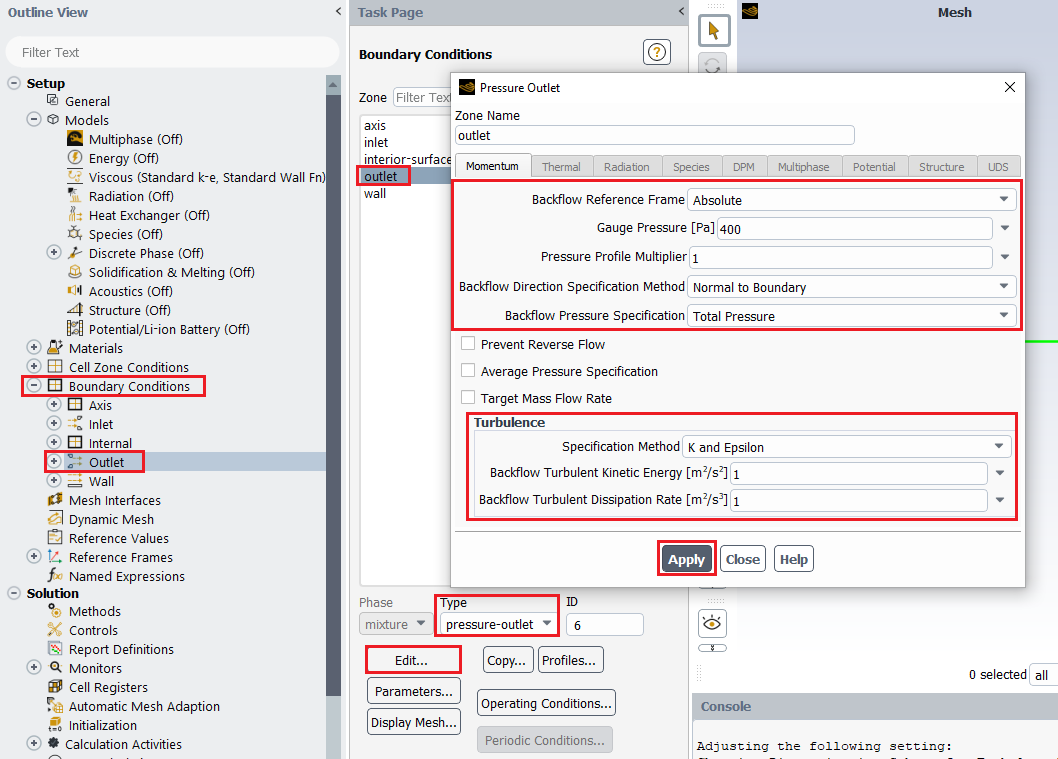 Outline View
Filter Text
Setup
General
Models
Multiphase (Off)
Energy (Off)
Viscous (Standard k-e, Standard Wall Fn)
Radiation (Off)
Heat Exchanger (Off)
Species (Off)
Discrete Phase (Off)
Solidification & Melting (Off)
Acoustics (Off)
Structure (Off)
Potential/Li-ion Battery (Off)
Materials
Cell Zone Conditions
Boundary Conditions
Axis
Inlet
Internal
Outlet
Wall
Mesh Interfaces
Dynamic Mesh
Reference Values
Reference Frames
Named Expressions
Solution
Methods
Controls
Report Definitions
Monitors
Cell Registers
Automatic Mesh Adaption
Initialization
Calculation Activities
Task Page
Boundary Conditions
Zone Filter Text
axis
inlet
interior-surface
outlet
wall
Phase Type ID
mixture pressure-outlet 6
Edit... Copy... Profiles...
Parameters... Operating Conditions...
Display Mesh...
Periodic Conditions...
Pressure Outlet
Zone Name
outlet
Momentum Thermal Radiation Species DPM Multiphase Potential Structure UDS
Backflow Reference Frame Absolute
Gauge Pressure [Pa] 400
Pressure Profile Multiplier 1
Backflow Direction Specification Method Normal to Boundary
Backflow Pressure Specification Total Pressure
Prevent Reverse Flow
Average Pressure Specification
Target Mass Flow Rate
Turbulence
Specification Method K and Epsilon
Backflow Turbulent Kinetic Energy [m²/s²] 1
Backflow Turbulent Dissipation Rate [m²/s³] 1
Apply Close Help
Mesh
0 selected all
Console
Adjusting the following setting: